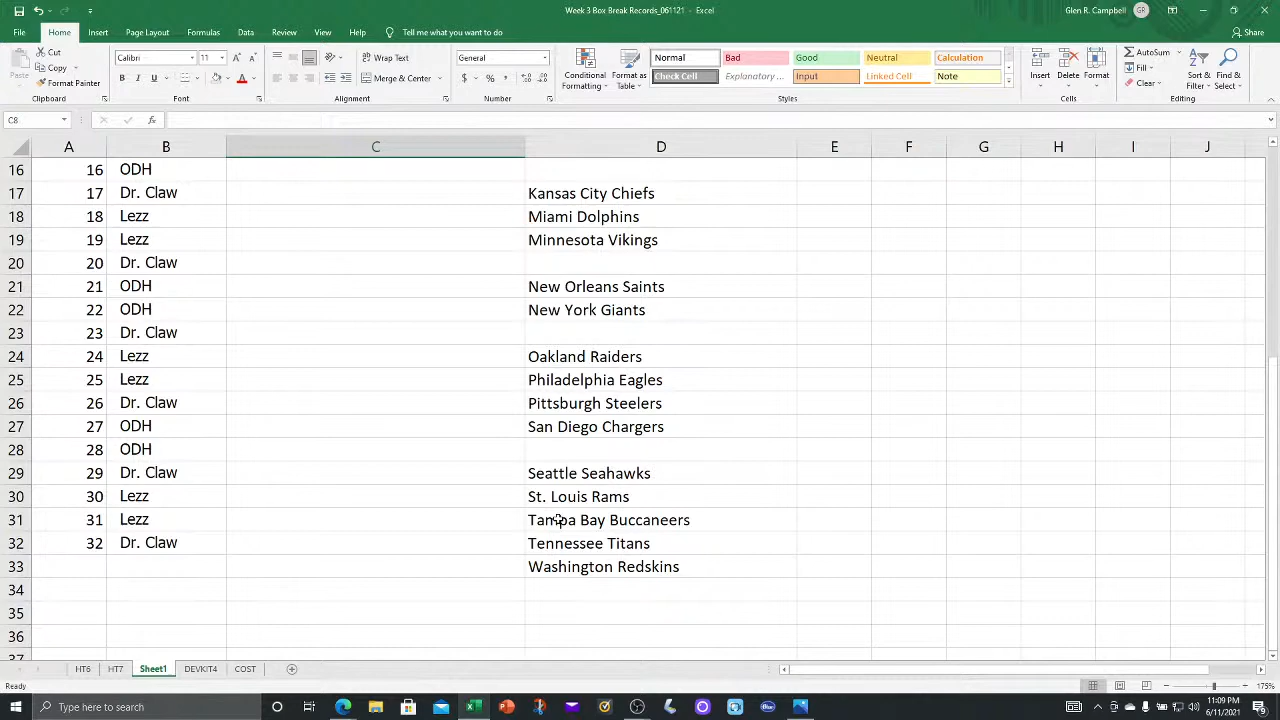 Week 3 Box Break Records_061121 - Excel
Glen R. Campbell GC
File Home Insert Page Layout Formulas Data Review View Help Tell me what you want to do Share
Paste Cut Copy Format Painter Clipboard
Calibri 11 B I U Font
Wrap Text Merge & Center Alignment
General $ % Number
Conditional Formatting Format as Table
Normal Bad Good Neutral Calculation
Check Cell Explanatory ... Input Linked Cell Note
Styles
Insert Delete Format Cells
AutoSum Fill Clear Sort & Filter Find & Select Editing
C8 fx
A B C D E F G H I J
16 16 ODH
17 17 Dr. Claw Kansas City Chiefs
18 18 Lezz Miami Dolphins
19 19 Lezz Minnesota Vikings
20 20 Dr. Claw
21 21 ODH New Orleans Saints
22 22 ODH New York Giants
23 23 Dr. Claw
24 24 Lezz Oakland Raiders
25 25 Lezz Philadelphia Eagles
26 26 Dr. Claw Pittsburgh Steelers
27 27 ODH San Diego Chargers
28 28 ODH
29 29 Dr. Claw Seattle Seahawks
30 30 Lezz St. Louis Rams
31 31 Lezz Tampa Bay Buccaneers
32 32 Dr. Claw Tennessee Titans
33 Washington Redskins
34
35
36
37
HT6 HT7 Sheet1 DEVKIT4 COST
Ready 175%
Type here to search
11:09 PM
6/11/2021